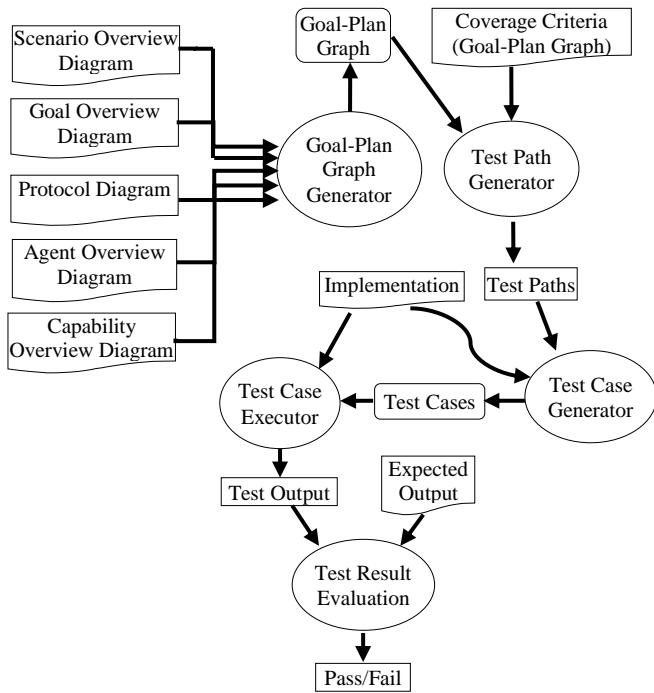 Scenario Overview
Diagram
Goal-Plan
Graph
Coverage Criteria
(Goal-Plan Graph)
Goal Overview
Diagram
Goal-Plan
Graph
Generator
Test Path
Generator
Protocol Diagram
Agent Overview
Diagram
Implementation
Test Paths
Capability
Overview Diagram
Test Case
Executor
Test Cases
Test Case
Generator
Test Output
Expected
Output
Test Result
Evaluation
Pass/Fail